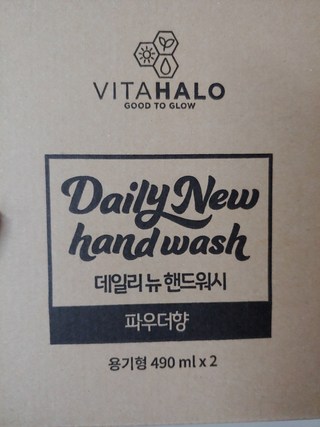 VITAHALO
GOOD TO GLOW
Daily New
hand wash
데일리 뉴 핸드워시
파우더향
용기형 490 ml x 2